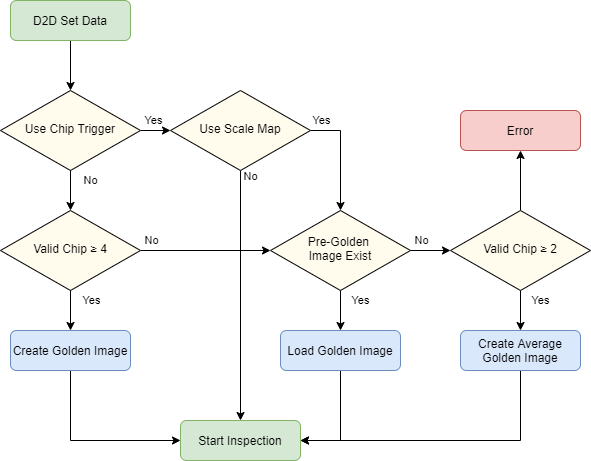 D2D Set Data
Use Chip Trigger
Yes
Use Scale Map
Yes
Error
No
No
Valid Chip ≥ 4
No
Pre-Golden
Image Exist
No
Valid Chip ≥ 2
Yes
Yes
Yes
Create Golden Image
Load Golden Image
Create Average
Golden Image
Start Inspection